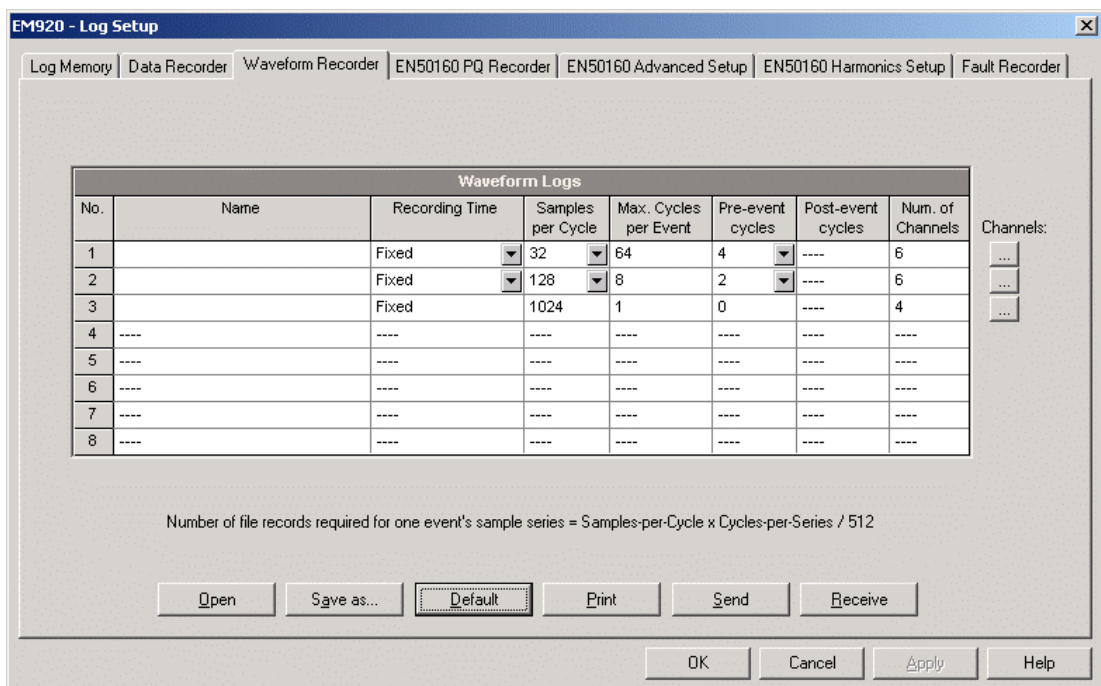 EM920 - Log Setup
Log Memory Data Recorder Waveform Recorder EN50160 PQ Recorder EN50160 Advanced Setup EN50160 Harmonics Setup Fault Recorder
Waveform Logs
No. Name Recording Time Samples per Cycle Max. Cycles per Event Pre-event cycles Post-event cycles Num. of Channels Channels:
1 Fixed 32 64 4 ---- 6 ...
2 Fixed 128 8 2 ---- 6 ...
3 Fixed 1024 1 0 ---- 4 ...
4 ---- ---- ---- ---- ---- ---- ----
5 ---- ---- ---- ---- ---- ---- ----
6 ---- ---- ---- ---- ---- ---- ----
7 ---- ---- ---- ---- ---- ---- ----
8 ---- ---- ---- ---- ---- ---- ----
Number of file records required for one event's sample series = Samples-per-Cycle x Cycles-per-Series / 512
Open Save as... Default Print Send Receive
OK Cancel Apply Help